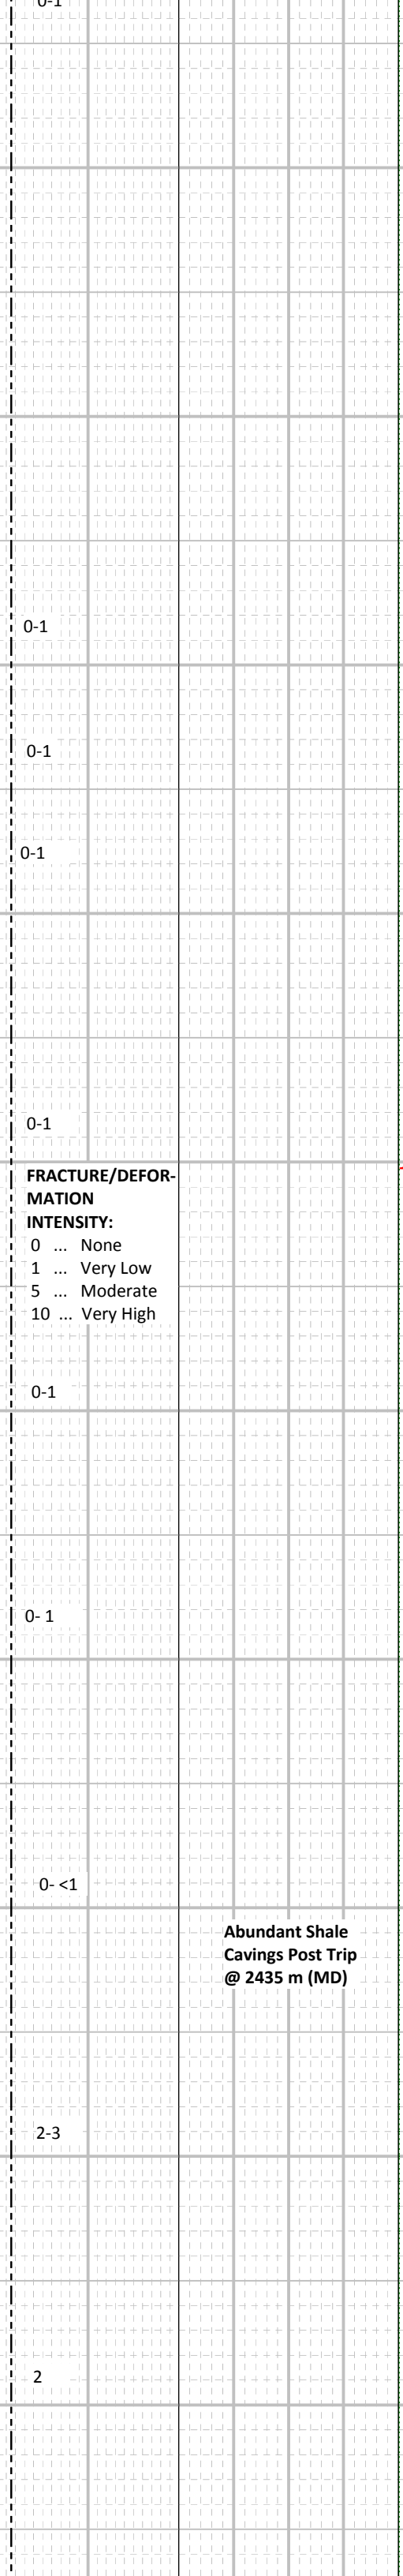 0-1
0-1
0-1
0-1
0-1
FRACTURE/DEFOR-
MATION
INTENSITY:
0 ... None
1 ... Very Low
5 ... Moderate
10 ... Very High
0-1
0- 1
0- <1
Abundant Shale
Cavings Post Trip
@ 2435 m (MD)
2-3
2